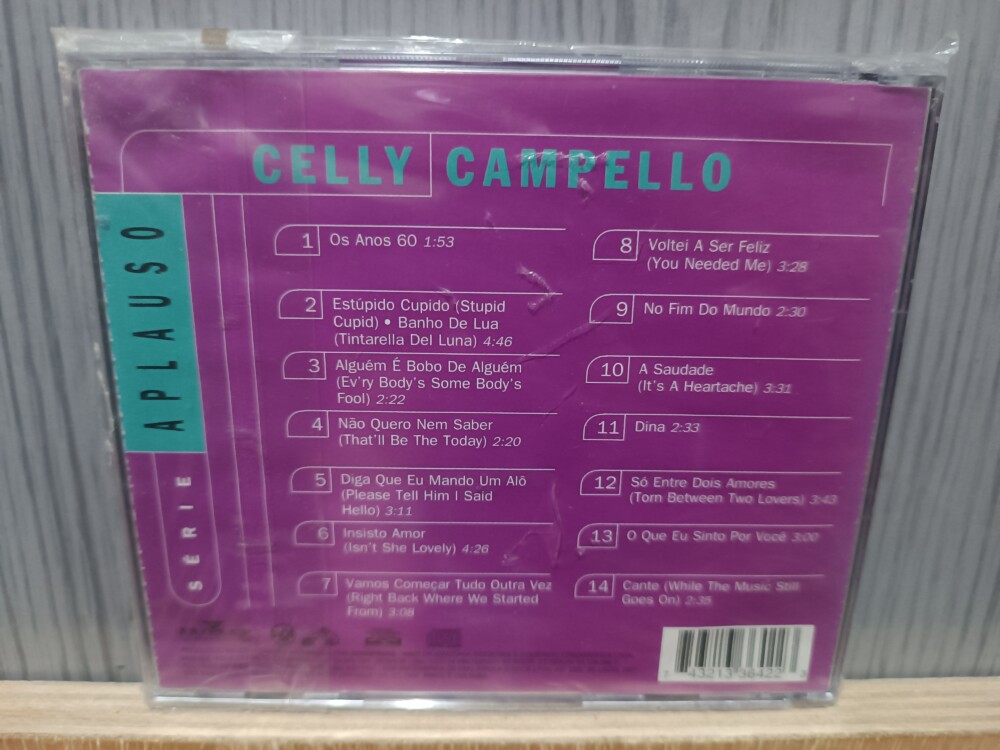 CELLY CAMPELLO
SÉRIE APLAUSO
1 Os Anos 60 1:53
2 Estúpido Cupido (Stupid
Cupid) • Banho De Lua
(Tintarella Del Luna) 4:46
3 Alguém É Bobo De Alguém
(Ev'ry Body's Some Body's
Fool) 2:22
4 Não Quero Nem Saber
(That'll Be The Today) 2:20
5 Diga Que Eu Mando Um Alô
(Please Tell Him I Said
Hello) 3:11
6 Insisto Amor
(Isn't She Lovely) 4:26
7 Vamos Começar Tudo Outra Vez
(Right Back Where We Started
From) 3:08
8 Voltei A Ser Feliz
(You Needed Me) 3:28
9 No Fim Do Mundo 2:30
10 A Saudade
(It's A Heartache) 3:31
11 Dina 2:33
12 Só Entre Dois Amores
(Torn Between Two Lovers) 3:43
13 O Que Eu Sinto Por Você 3:00
14 Cante (While The Music Still
Goes On) 2:35